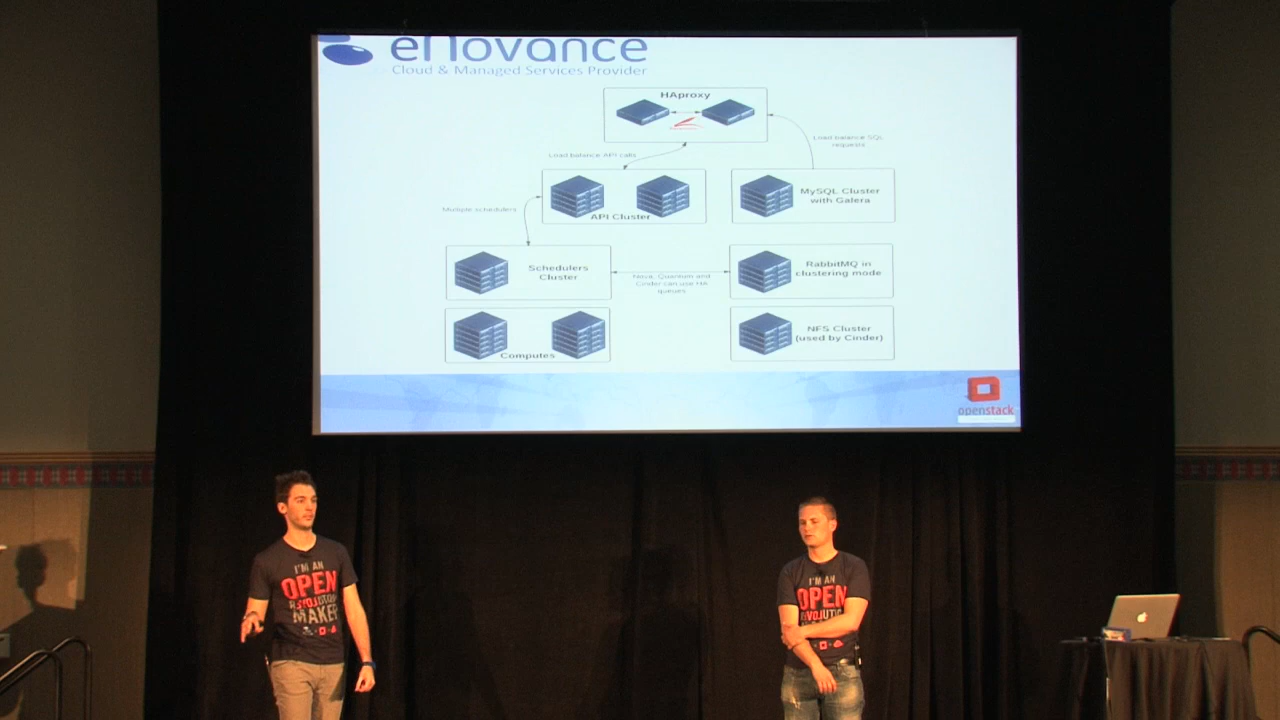 eNovance
Cloud & Managed Services Provider
HAproxy
Load balance SQL
requests
Load balance API calls
MySQL Cluster
with Galera
API Cluster
Multiple schedulers
Schedulers
Cluster
Nova, Quantum and
Cinder can use HA
queues
RabbitMQ in
clustering mode
Computes
NFS Cluster
(used by Cinder)
openstack
I'M AN
OPEN
MAKER
I'M AN
OPEN